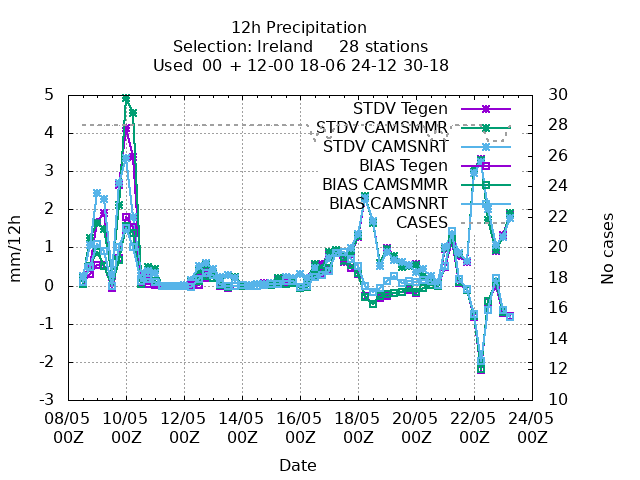 12h Precipitation
Selection: Ireland     28 stations
Used  00 + 12-00 18-06 24-12 30-18
STDV Tegen
STDV CAMSMMR
STDV CAMSNRT
BIAS Tegen
BIAS CAMSMMR
BIAS CAMSNRT
CASES
5
4
3
2
1
0
-1
-2
-3
mm/12h
30
28
26
24
22
20
18
16
14
12
10
No cases
08/05 10/05 12/05 14/05 16/05 18/05 20/05 22/05 24/05
00Z 00Z 00Z 00Z 00Z 00Z 00Z 00Z 00Z
Date